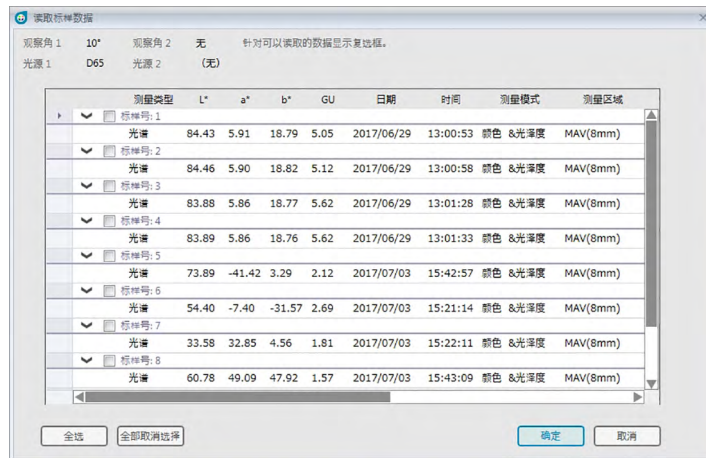 读取标样数据
观察角 1 10° 观察角 2 无 针对可以读取的数据显示复选框。
光源 1 D65 光源 2 (无)
测量类型 L* a* b* GU 日期 时间 测量模式 测量区域
标样号: 1
光谱 84.43 5.91 18.79 5.05 2017/06/29 13:00:53 颜色 &光泽度 MAV(8mm)
标样号: 2
光谱 84.46 5.90 18.82 5.12 2017/06/29 13:00:58 颜色 &光泽度 MAV(8mm)
标样号: 3
光谱 83.88 5.86 18.77 5.62 2017/06/29 13:01:28 颜色 &光泽度 MAV(8mm)
标样号: 4
光谱 83.89 5.86 18.76 5.62 2017/06/29 13:01:33 颜色 &光泽度 MAV(8mm)
标样号: 5
光谱 73.89 -41.42 3.29 2.12 2017/07/03 15:42:57 颜色 &光泽度 MAV(8mm)
标样号: 6
光谱 54.40 -7.40 -31.57 2.69 2017/07/03 15:21:14 颜色 &光泽度 MAV(8mm)
标样号: 7
光谱 33.58 32.85 4.56 1.81 2017/07/03 15:22:11 颜色 &光泽度 MAV(8mm)
标样号: 8
光谱 60.78 49.09 47.92 1.57 2017/07/03 15:43:09 颜色 &光泽度 MAV(8mm)
全选 全部取消选择 确定 取消